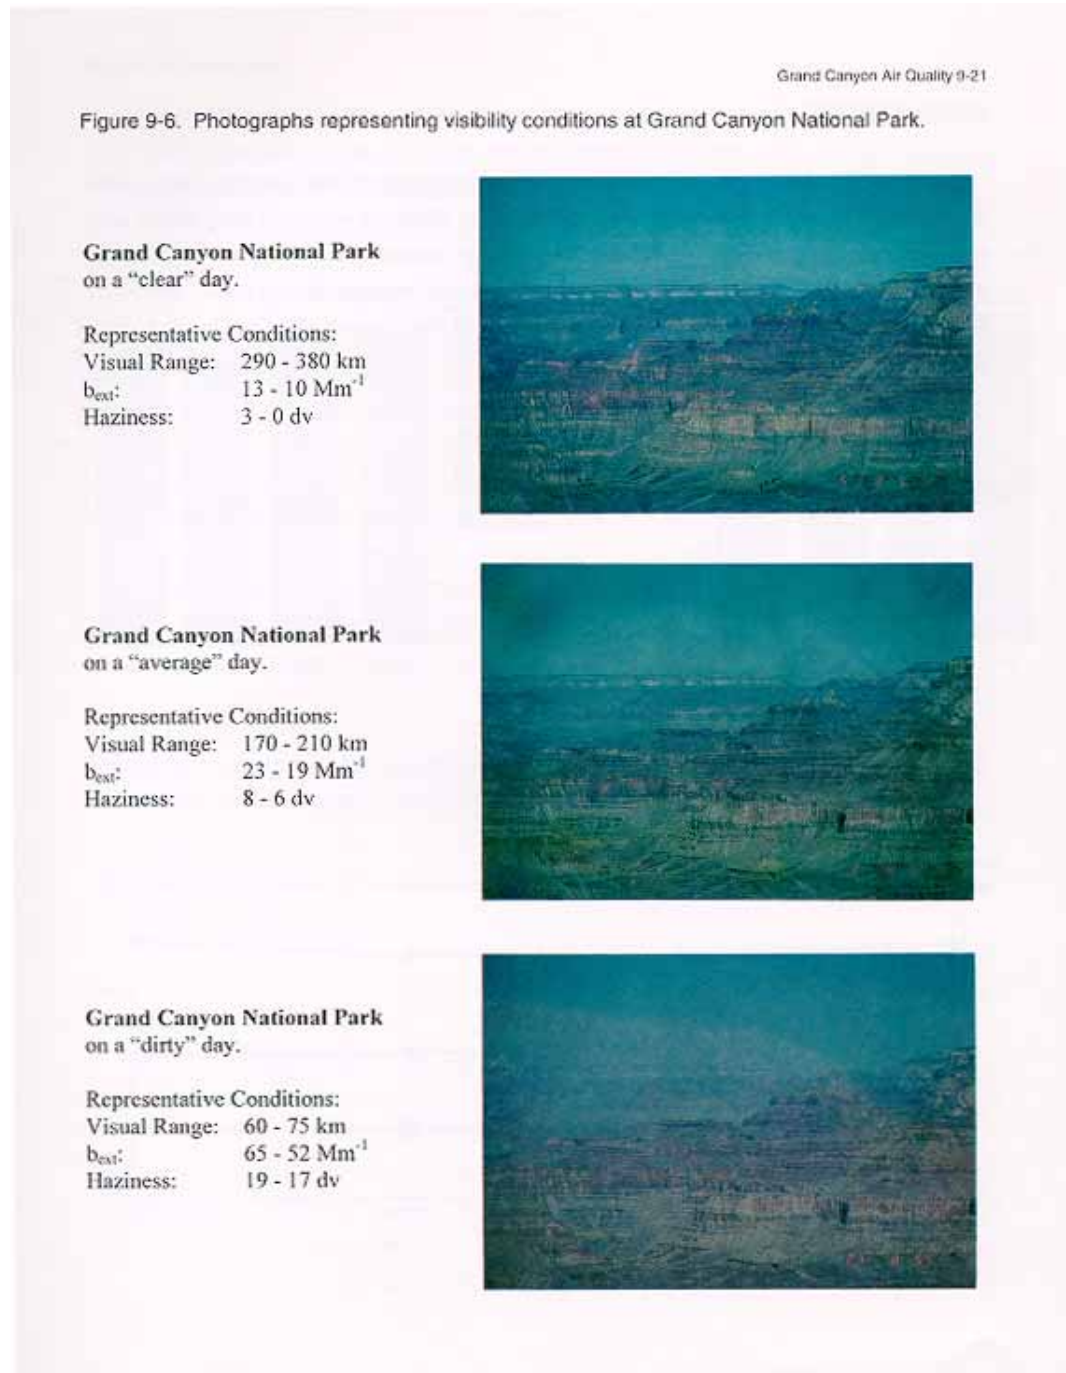 Grand Canyon Air Quality 9-21
Figure 9-6. Photographs representing visibility conditions at Grand Canyon National Park.
Grand Canyon National Park
on a “clear” day.
Representative Conditions:
Visual Range: 290 - 380 km
b_ext: 13 - 10 Mm⁻¹
Haziness: 3 - 0 dv
Grand Canyon National Park
on a “average” day.
Representative Conditions:
Visual Range: 170 - 210 km
b_ext: 23 - 19 Mm⁻¹
Haziness: 8 - 6 dv
Grand Canyon National Park
on a “dirty” day.
Representative Conditions:
Visual Range: 60 - 75 km
b_ext: 65 - 52 Mm⁻¹
Haziness: 19 - 17 dv